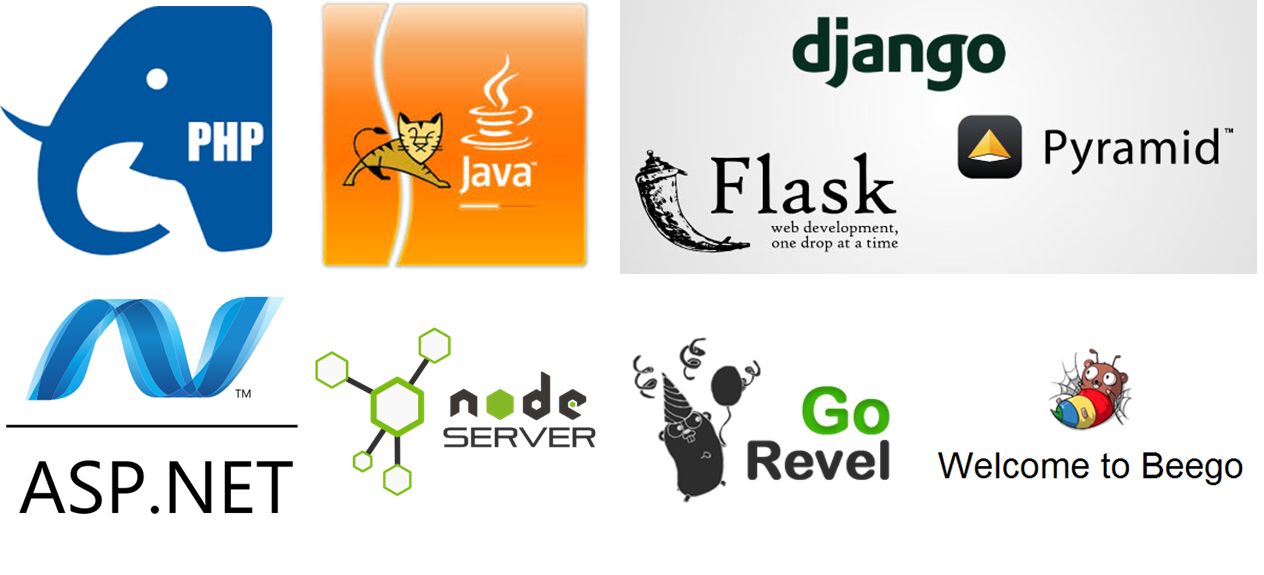 PHP
Java™
django
Pyramid™
Flask
web development,
one drop at a time
TM
ASP.NET
node
SERVER
Go
Revel
Welcome to Beego